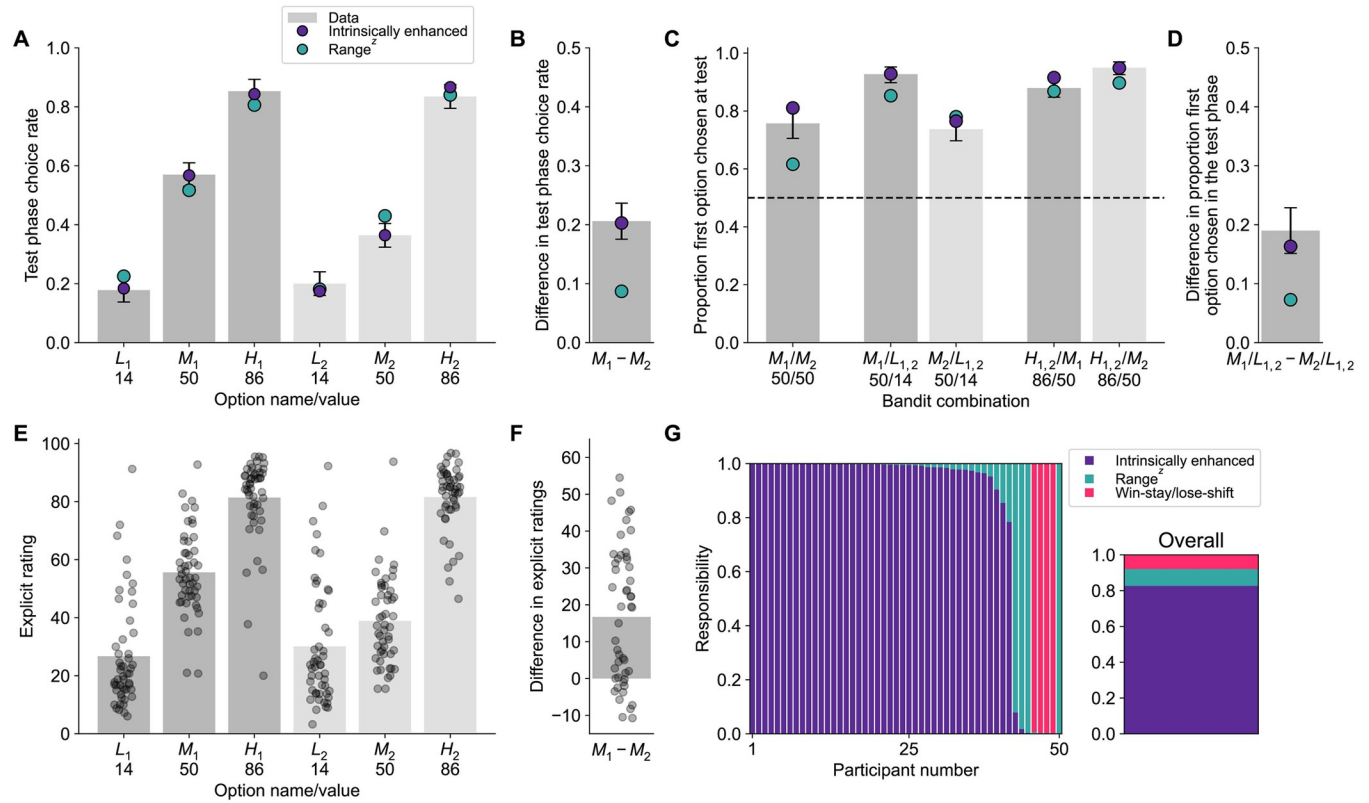 Data
Intrinsically enhanced
Range^z
A
Test phase choice rate
1.0
0.8
0.6
0.4
0.2
0.0
L₁ M₁ H₁ L₂ M₂ H₂
14 50 86 14 50 86
Option name/value
B
Difference in test phase choice rate
0.5
0.4
0.3
0.2
0.1
0.0
M₁ − M₂
C
Proportion first option chosen at test
1.0
0.8
0.6
0.4
0.2
0.0
M₁/M₂ M₁/L₁,₂ M₂/L₁,₂ H₁,₂/M₁ H₁,₂/M₂
50/50 50/14 50/14 86/50 86/50
Bandit combination
D
Difference in proportion first
option chosen in the test phase
0.5
0.4
0.3
0.2
0.1
0.0
M₁/L₁,₂ − M₂/L₁,₂
E
Explicit rating
100
80
60
40
20
0
L₁ M₁ H₁ L₂ M₂ H₂
14 50 86 14 50 86
Option name/value
F
Difference in explicit ratings
60
50
40
30
20
10
0
−10
M₁ − M₂
G
Responsibility
1.0
0.8
0.6
0.4
0.2
0.0
1 25 50
Participant number
Intrinsically enhanced
Range^z
Win-stay/lose-shift
Overall
1.0
0.8
0.6
0.4
0.2
0.0